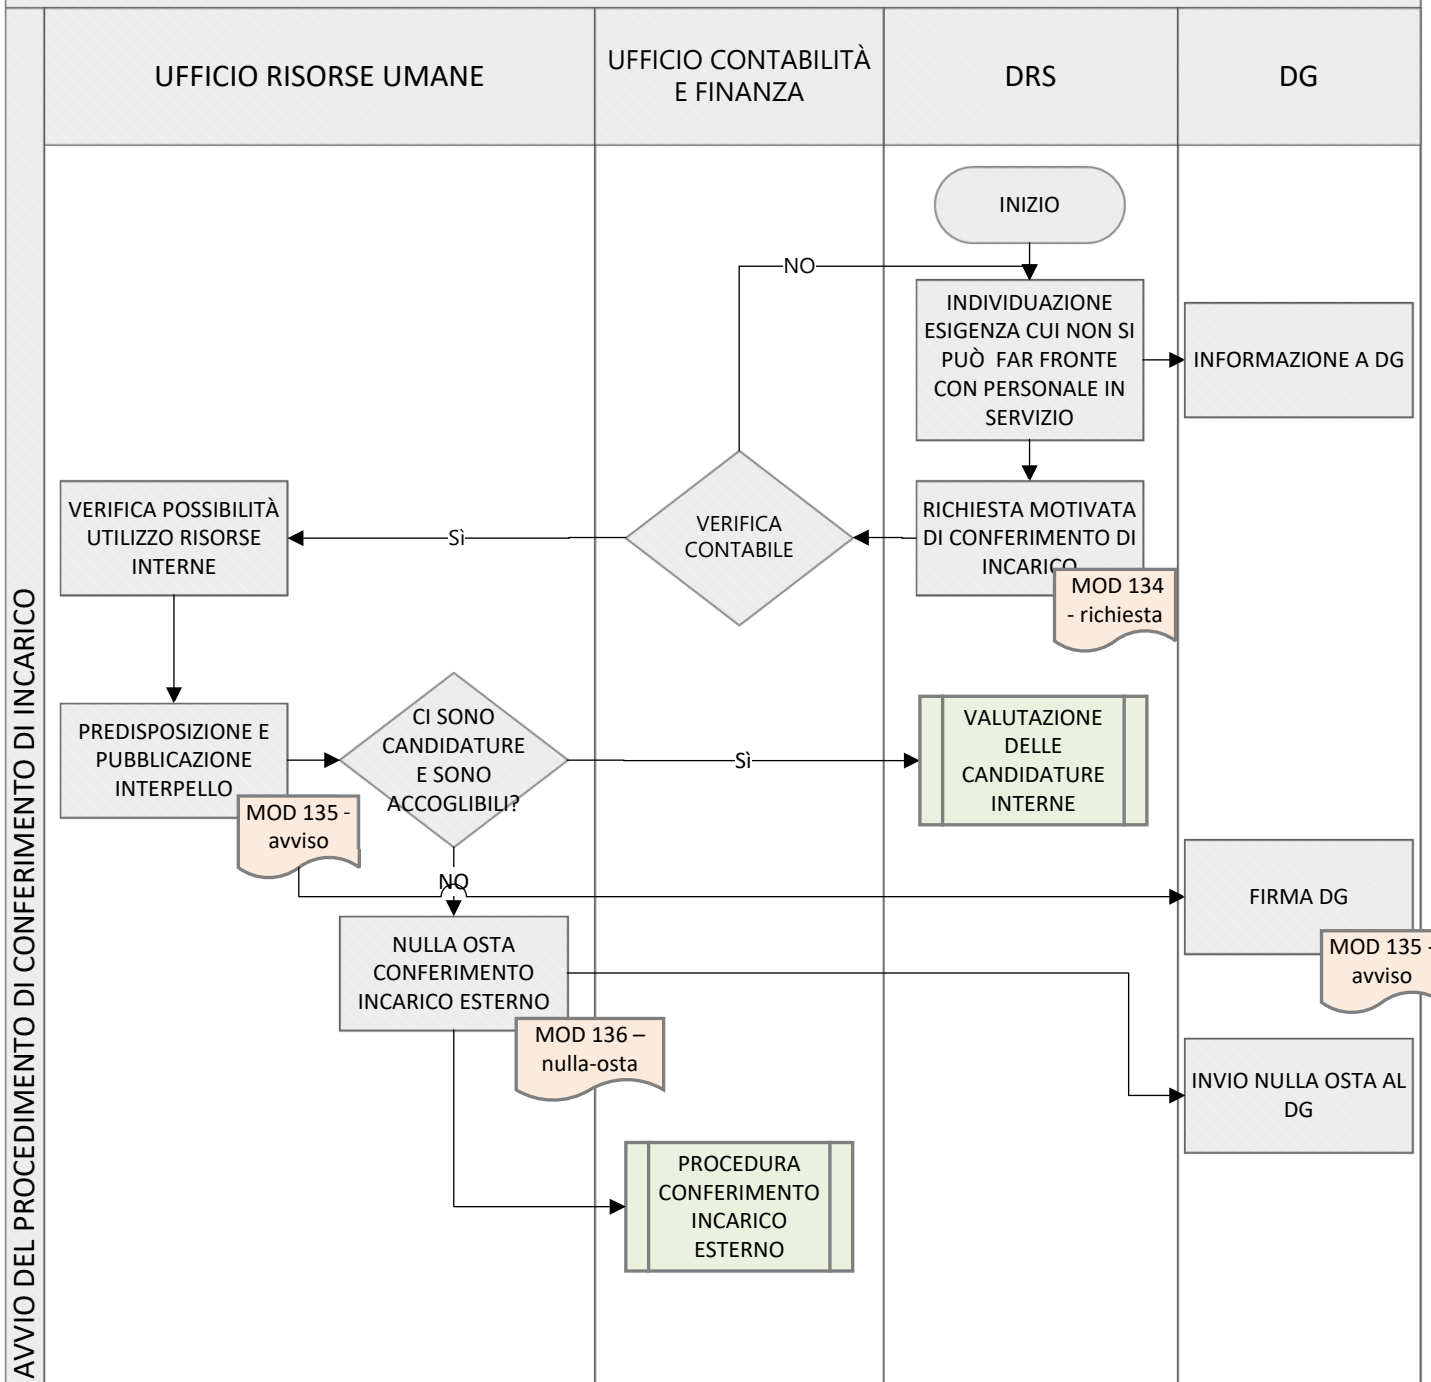 UFFICIO RISORSE UMANE
UFFICIO CONTABILITÀ
E FINANZA
DRS
DG
AVVIO DEL PROCEDIMENTO DI CONFERIMENTO DI INCARICO
INIZIO
NO
INDIVIDUAZIONE
ESIGENZA CUI NON SI
PUÒ FAR FRONTE
CON PERSONALE IN
SERVIZIO
INFORMAZIONE A DG
VERIFICA POSSIBILITÀ
UTILIZZO RISORSE
INTERNE
Sì
VERIFICA
CONTABILE
RICHIESTA MOTIVATA
DI CONFERIMENTO DI
INCARICO
MOD 134
- richiesta
PREDISPOSIZIONE E
PUBBLICAZIONE
INTERPELLO
MOD 135 -
avviso
CI SONO
CANDIDATURE
E SONO
ACCOGLIBILI?
Sì
VALUTAZIONE
DELLE
CANDIDATURE
INTERNE
NO
FIRMA DG
MOD 135 -
avviso
NULLA OSTA
CONFERIMENTO
INCARICO ESTERNO
MOD 136 –
nulla-osta
INVIO NULLA OSTA AL
DG
PROCEDURA
CONFERIMENTO
INCARICO
ESTERNO